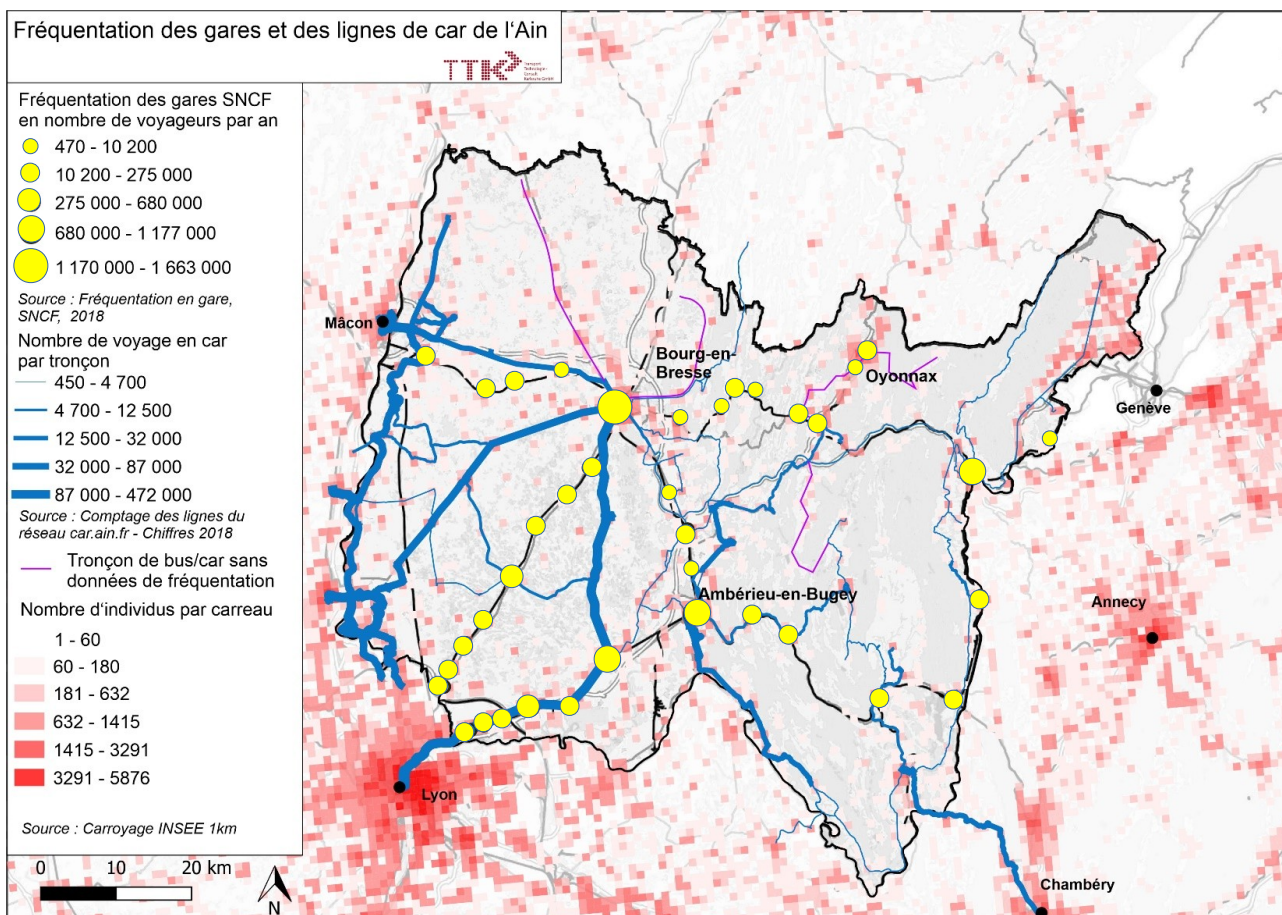 Fréquentation des gares et des lignes de car de l‘Ain
TTK
Transport
Technologie-
Consult
Karlsruhe GmbH
Fréquentation des gares SNCF
en nombre de voyageurs par an
470 - 10 200
10 200 - 275 000
275 000 - 680 000
680 000 - 1 177 000
1 170 000 - 1 663 000
Source : Fréquentation en gare,
SNCF, 2018
Nombre de voyage en car
par tronçon
450 - 4 700
4 700 - 12 500
12 500 - 32 000
32 000 - 87 000
87 000 - 472 000
Source : Comptage des lignes du
réseau car.ain.fr - Chiffres 2018
Tronçon de bus/car sans
données de fréquentation
Nombre d‘individus par carreau
1 - 60
60 - 180
181 - 632
632 - 1415
1415 - 3291
3291 - 5876
Source : Carroyage INSEE 1km
0 10 20 km
N
Mâcon
Bourg-en-
Bresse
Oyonnax
Genève
Ambérieu-en-Bugey
Annecy
Lyon
Chambéry